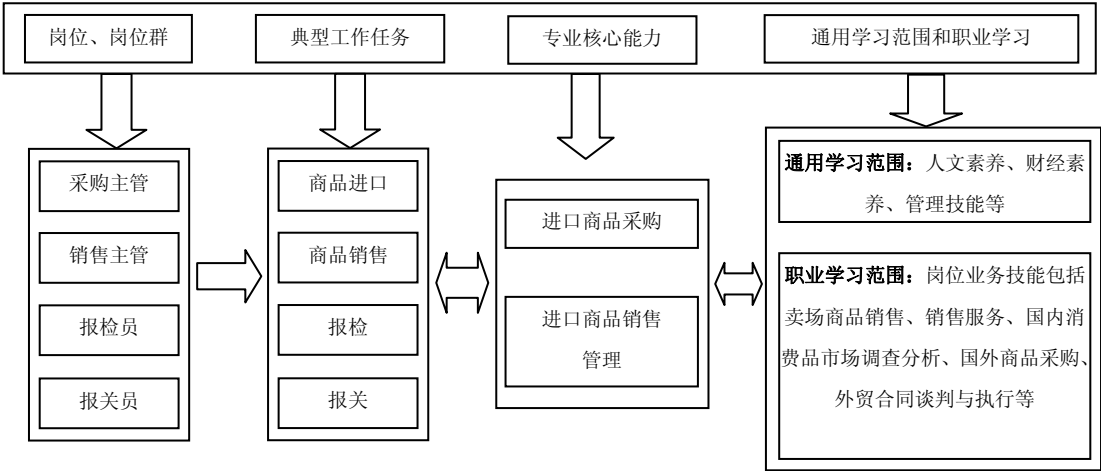 岗位、岗位群
典型工作任务
专业核心能力
通用学习范围和职业学习
采购主管
销售主管
报检员
报关员
商品进口
商品销售
报检
报关
进口商品采购
进口商品销售
管理
通用学习范围：人文素养、财经素
养、管理技能等
职业学习范围：岗位业务技能包括
卖场商品销售、销售服务、国内消
费品市场调查分析、国外商品采购、
外贸合同谈判与执行等